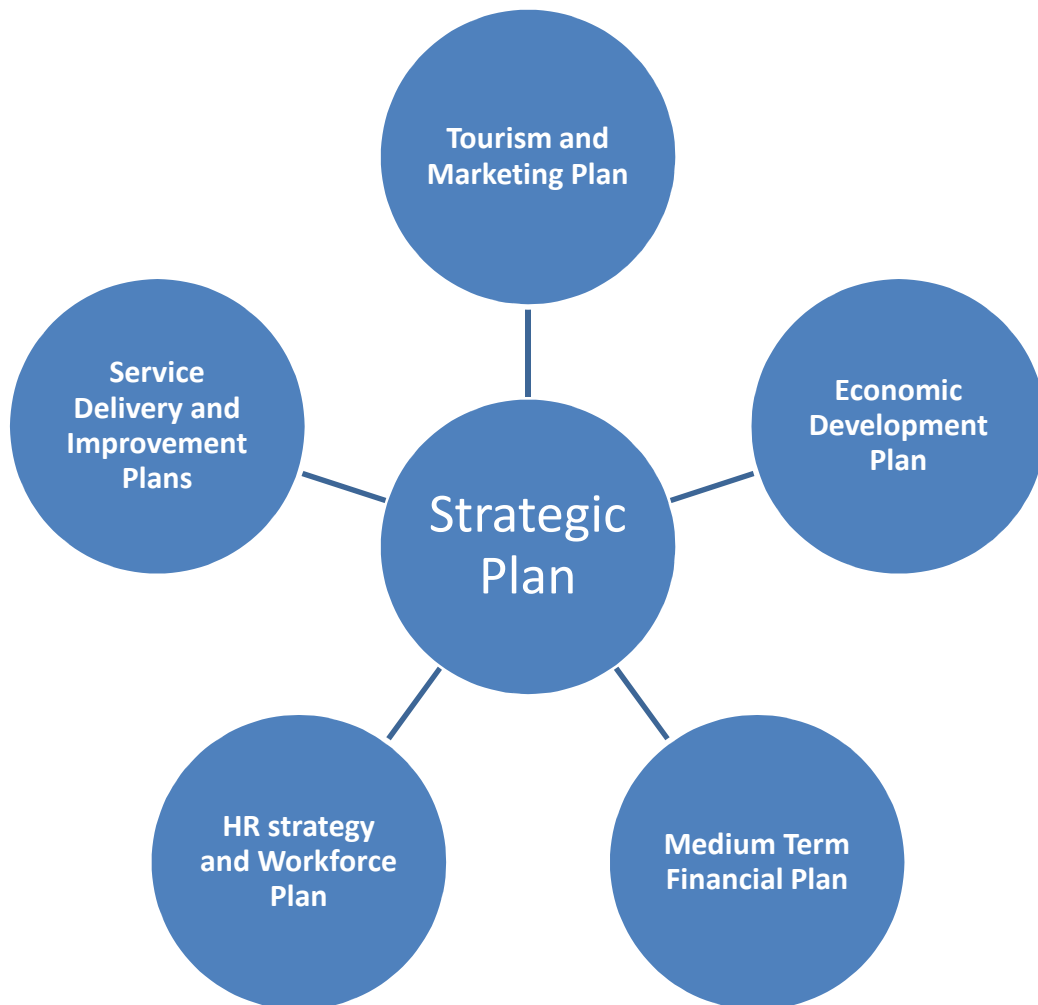 Tourism and
Marketing Plan
Service
Delivery and
Improvement
Plans
Economic
Development
Plan
Strategic
Plan
HR strategy
and Workforce
Plan
Medium Term
Financial Plan